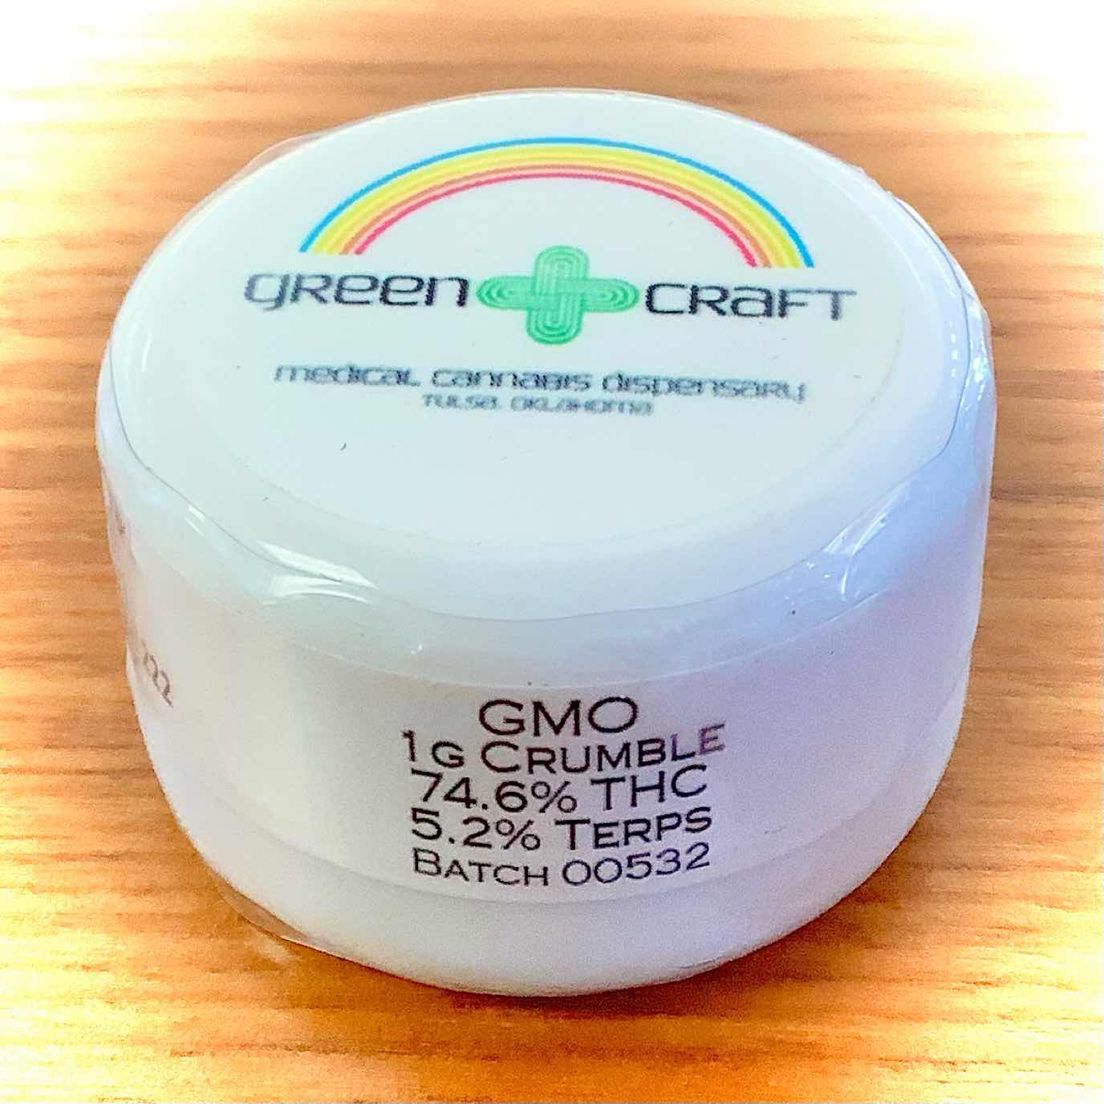 green CRAFT
medical cannabis dispensary
TULSA, OKLAHOMA
GMO
1G CRUMBLE
74.6% THC
5.2% TERPS
BATCH 00532